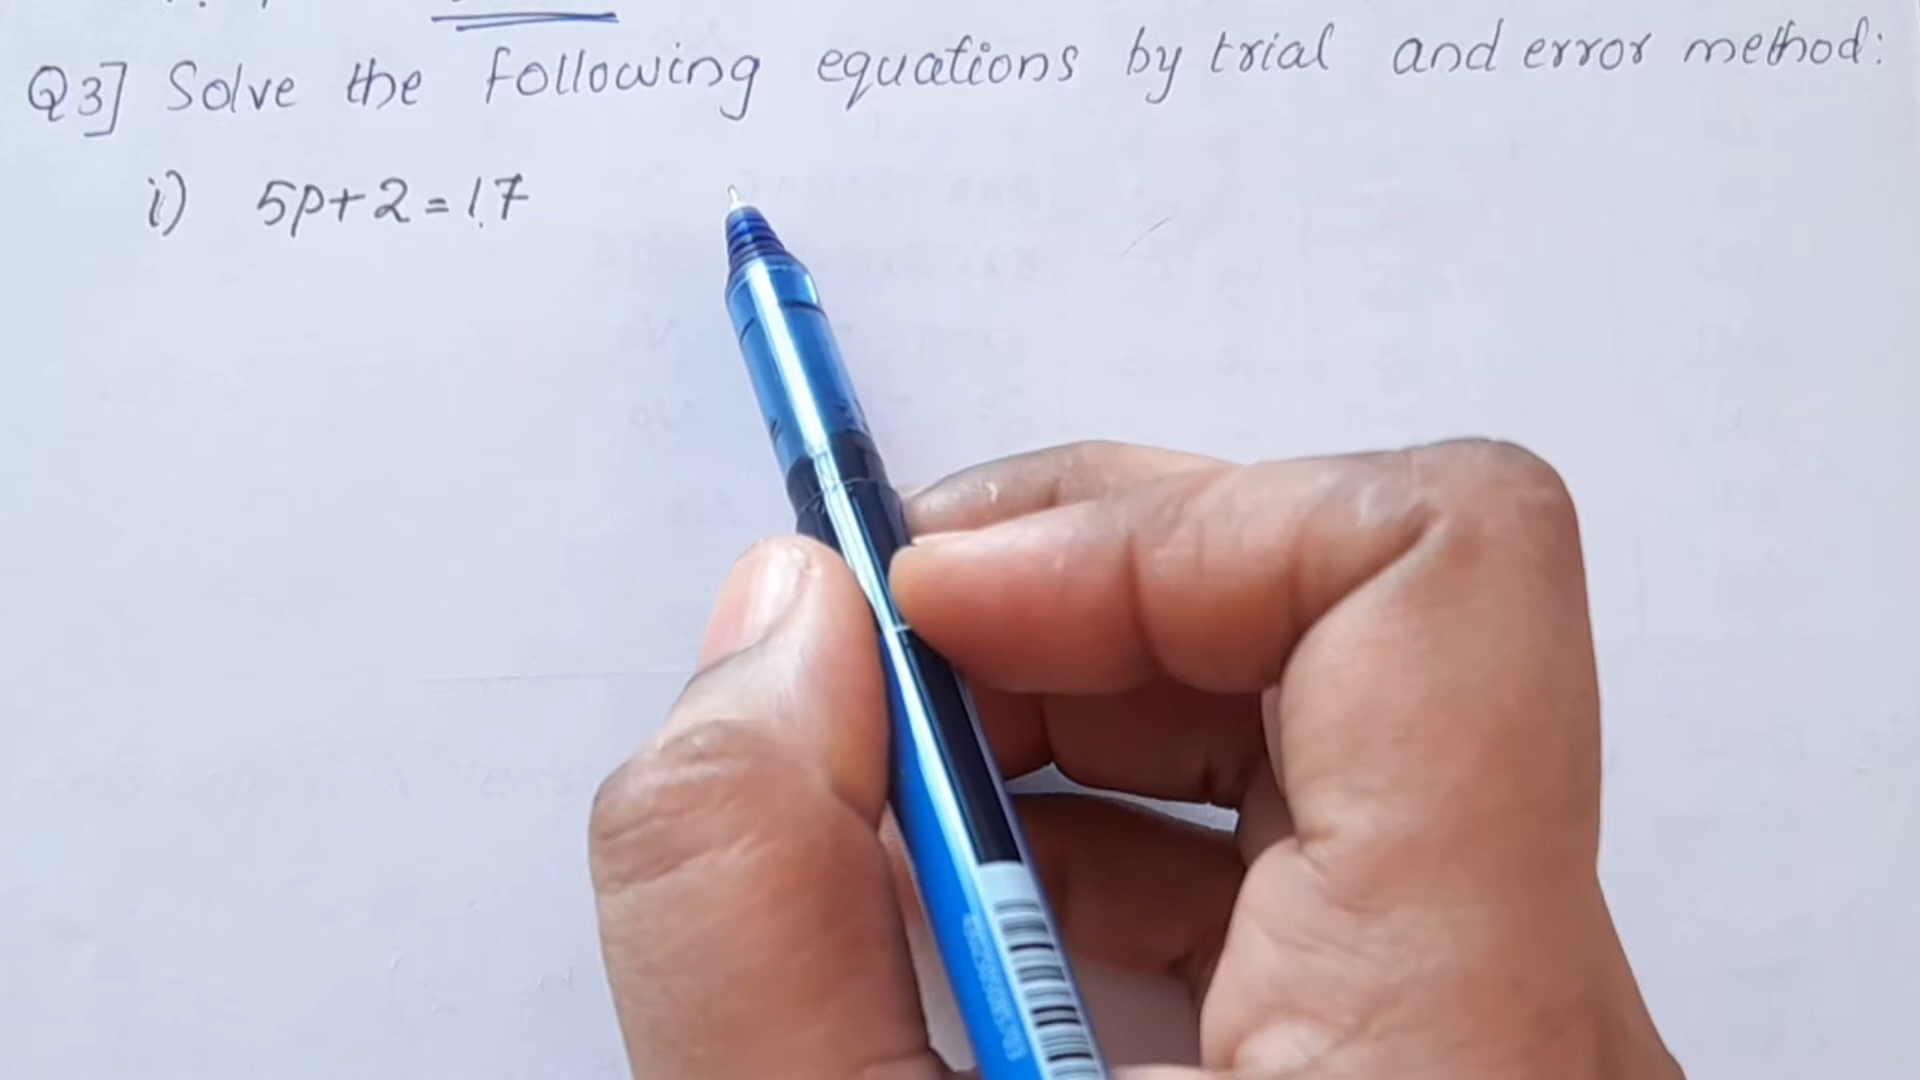 Q3] Solve the following equations by trial and error method:
i) 5p+2=17